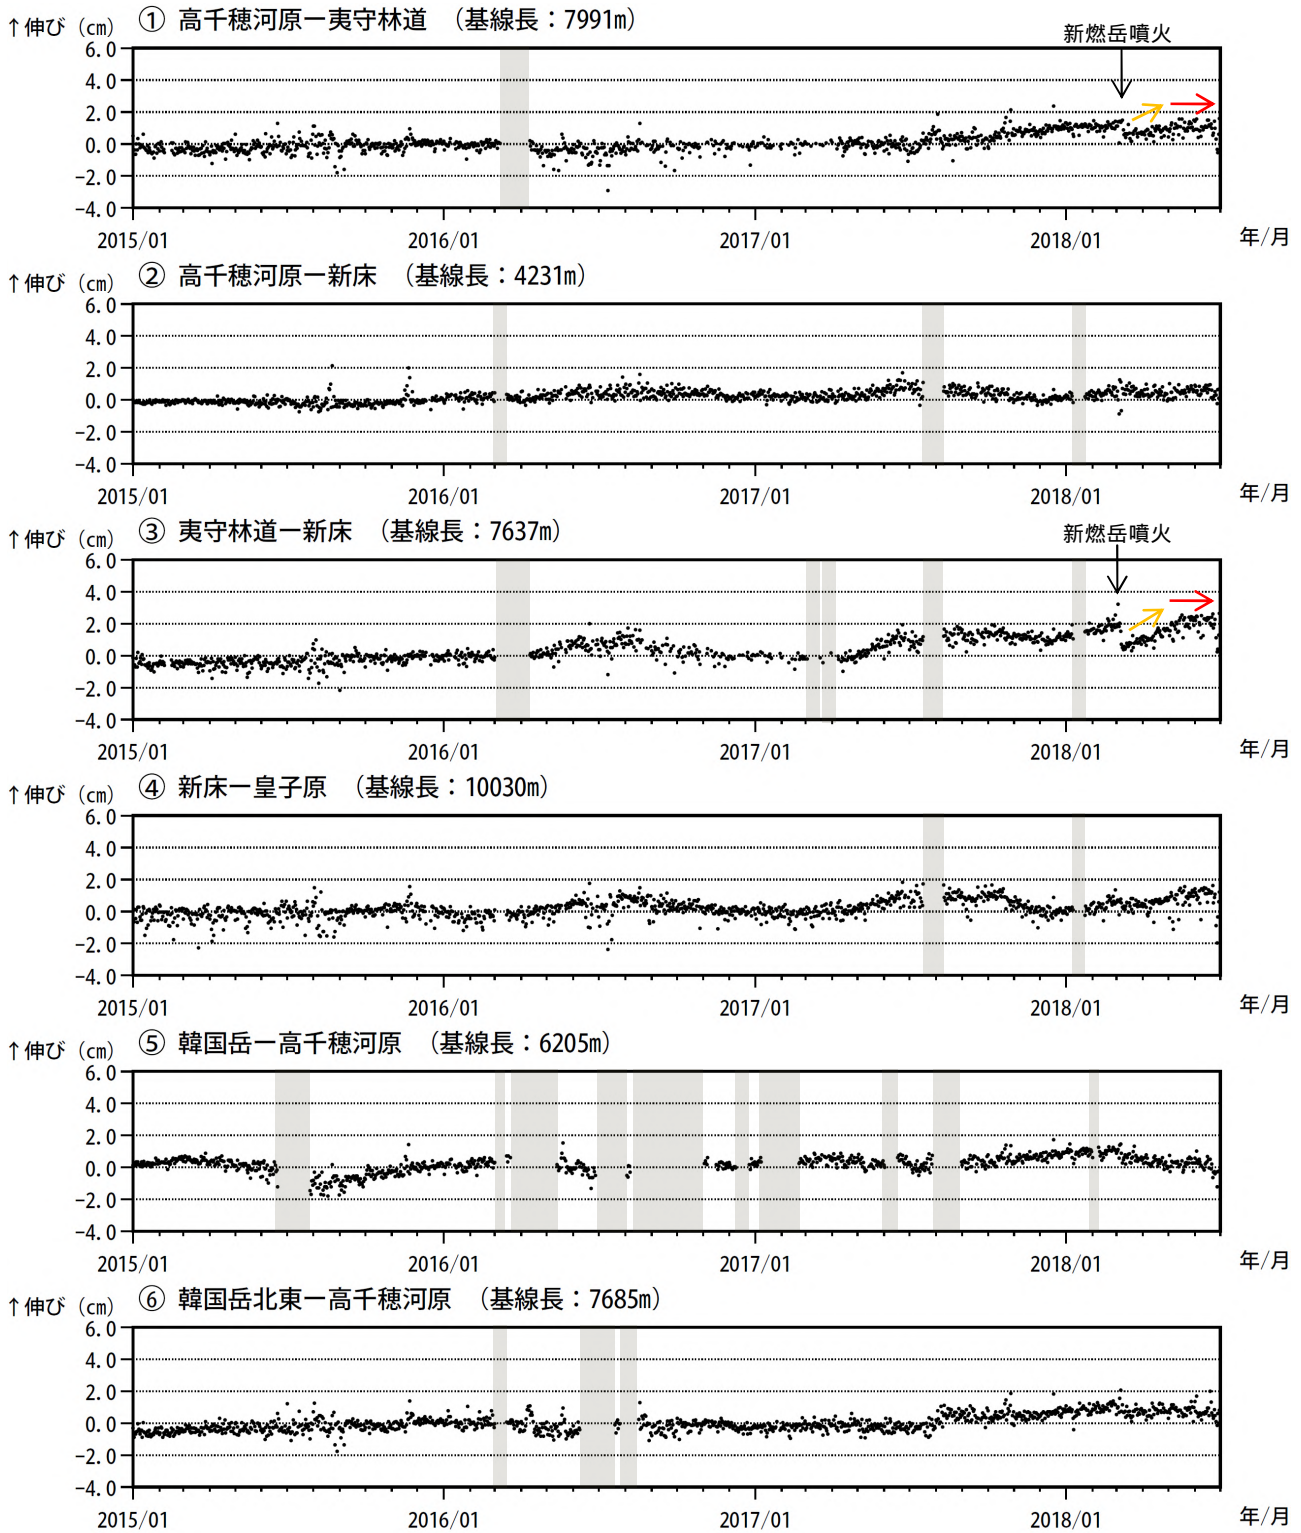 ↑伸び（㎝） ① 高千穂河原ー夷守林道 （基線長：7991m）
新燃岳噴火
6.0
4.0
2.0
0.0
−2.0
−4.0
2015/01 2016/01 2017/01 2018/01 年/月
↑伸び（㎝） ② 高千穂河原ー新床 （基線長：4231m）
6.0
4.0
2.0
0.0
−2.0
−4.0
2015/01 2016/01 2017/01 2018/01 年/月
↑伸び（㎝） ③ 夷守林道ー新床 （基線長：7637m）
新燃岳噴火
6.0
4.0
2.0
0.0
−2.0
−4.0
2015/01 2016/01 2017/01 2018/01 年/月
↑伸び（㎝） ④ 新床ー皇子原 （基線長：10030m）
6.0
4.0
2.0
0.0
−2.0
−4.0
2015/01 2016/01 2017/01 2018/01 年/月
↑伸び（㎝） ⑤ 韓国岳ー高千穂河原 （基線長：6205m）
6.0
4.0
2.0
0.0
−2.0
−4.0
2015/01 2016/01 2017/01 2018/01 年/月
↑伸び（㎝） ⑥ 韓国岳北東ー高千穂河原 （基線長：7685m）
6.0
4.0
2.0
0.0
−2.0
−4.0
2015/01 2016/01 2017/01 2018/01 年/月